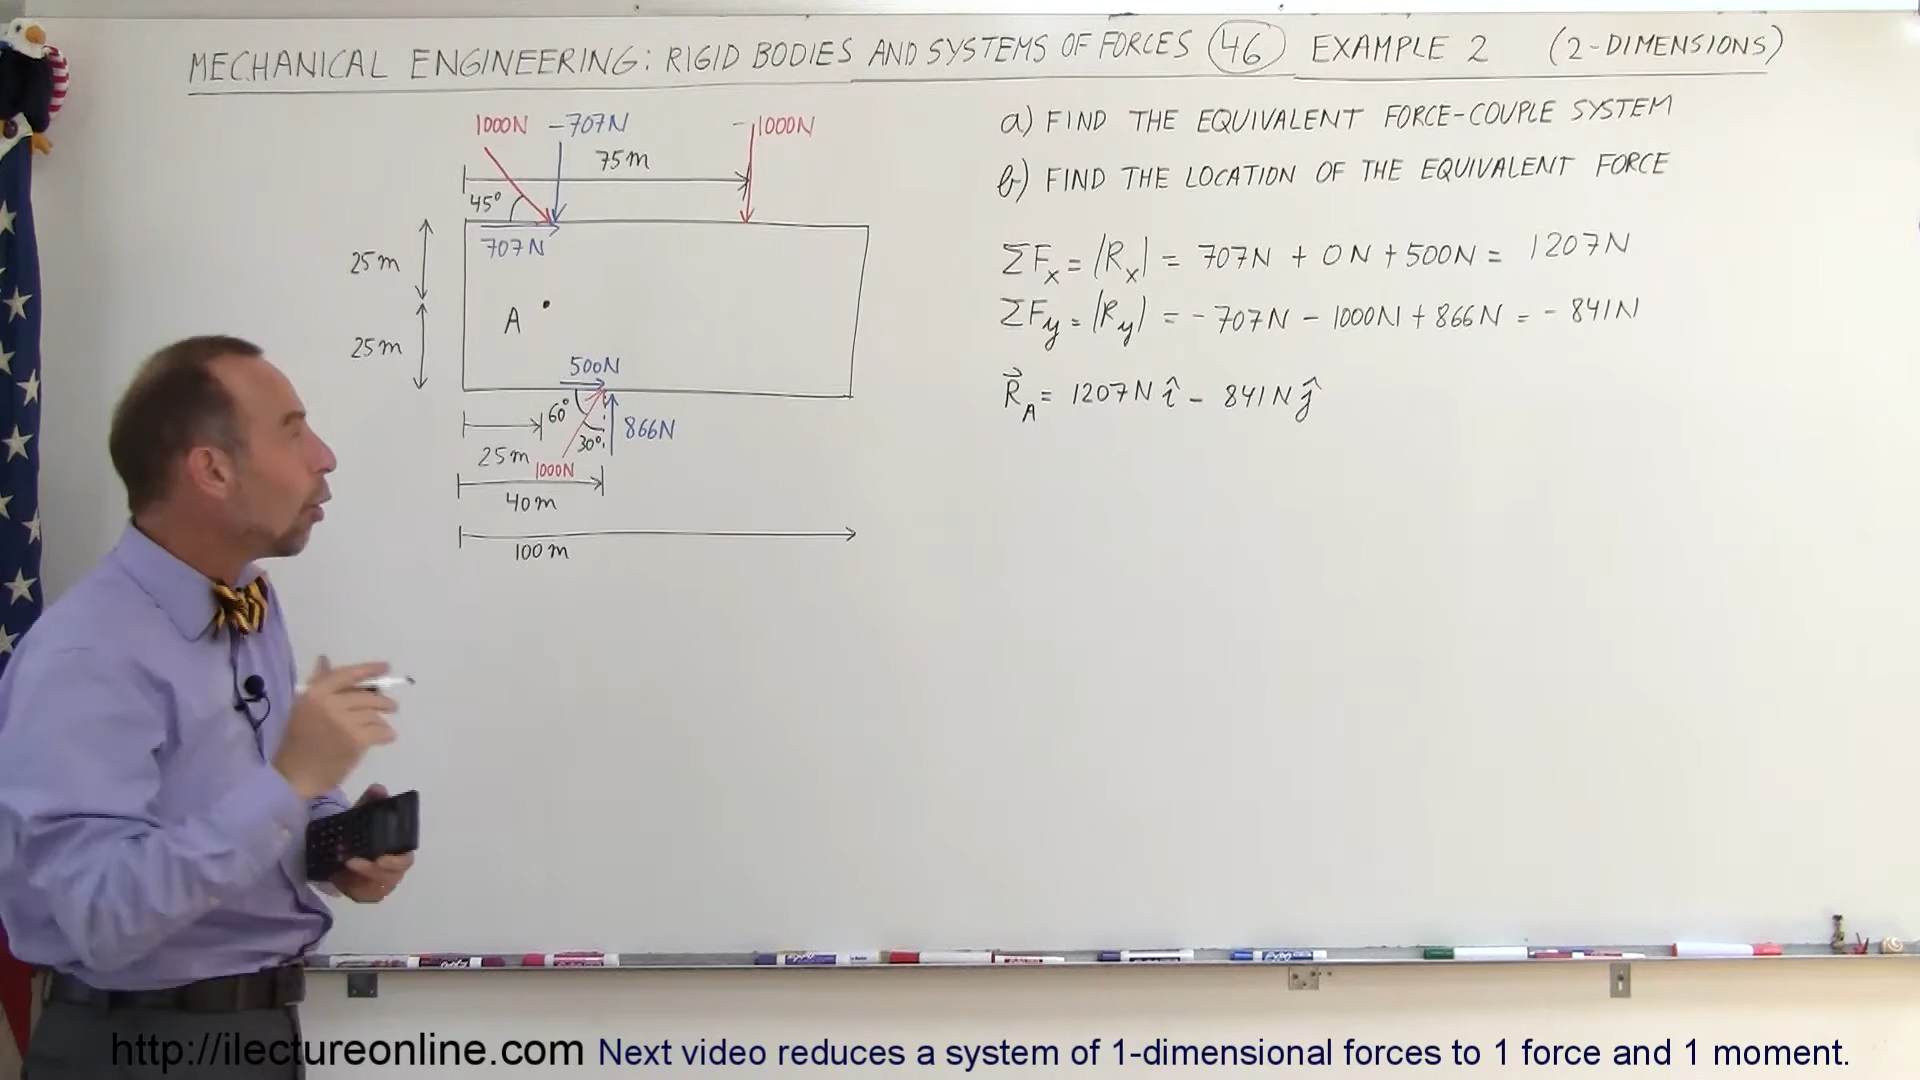 MECHANICAL ENGINEERING: RIGID BODIES AND SYSTEMS OF FORCES 46 EXAMPLE 2 (2-DIMENSIONS)
1000N -707N -1000N
75m
45°
707N
25m
A
25m
500N
60°
30°
866N
25m
1000N
40m
100m
a) FIND THE EQUIVALENT FORCE-COUPLE SYSTEM
b) FIND THE LOCATION OF THE EQUIVALENT FORCE
ΣFx = |Rx| = 707N + 0N + 500N = 1207N
ΣFy = |Ry| = -707N - 1000N + 866N = -841N
R⃗A = 1207N î - 841N ĵ
http://ilectureonline.com Next video reduces a system of 1-dimensional forces to 1 force and 1 moment.